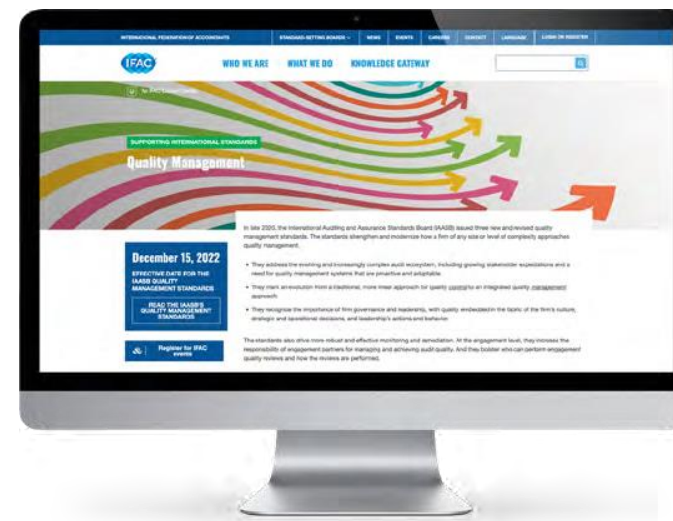 INTERNATIONAL FEDERATION OF ACCOUNTANTS STANDARD-SETTING BOARDS NEWS EVENTS CAREERS CONTACT LANGUAGE LOGIN OR REGISTER
IFAC WHO WE ARE WHAT WE DO KNOWLEDGE GATEWAY
SUPPORTING INTERNATIONAL STANDARDS
Quality Management
In late 2020, the International Auditing and Assurance Standards Board (IAASB) issued three new and revised quality
management standards. The standards strengthen and modernize how a firm of any size or level of complexity approaches
quality management.
• They address the evolving and increasingly complex audit ecosystem, including growing stakeholder expectations and a
need for quality management systems that are proactive and adaptable.
• They mark an evolution from a traditional, more linear approach for quality control to an integrated quality management
approach.
• They recognize the importance of firm governance and leadership, with quality embedded in the fabric of the firm's culture,
strategic and operational decisions, and leadership's actions and behavior.
The standards also drive more robust and effective monitoring and remediation. At the engagement level, they increase the
responsibility of engagement partners for managing and achieving audit quality. And they bolster who can perform engagement
quality reviews and how the reviews are performed.
December 15, 2022
EFFECTIVE DATE FOR THE
IAASB QUALITY
MANAGEMENT STANDARDS
READ THE IAASB'S
QUALITY MANAGEMENT
STANDARDS
Register for IFAC
events